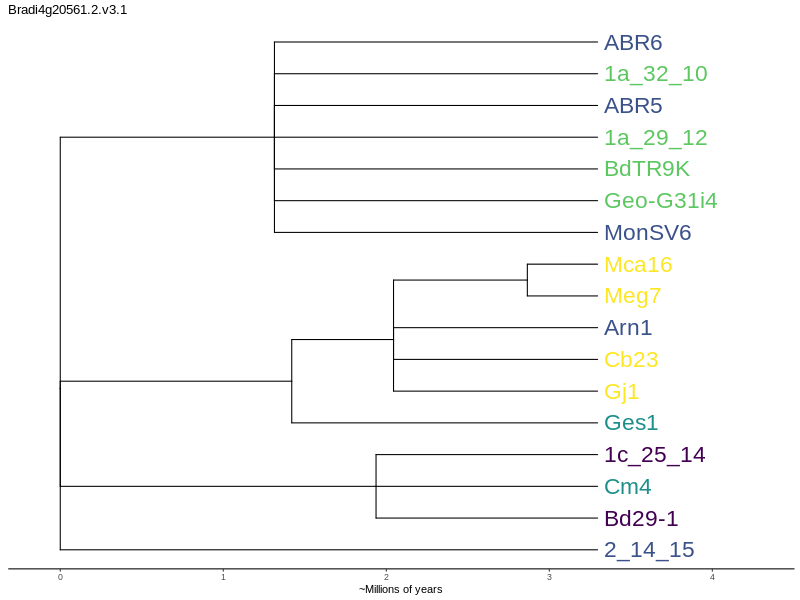 Bradi4g20561.2.v3.1
ABR6
1a_32_10
ABR5
1a_29_12
BdTR9K
Geo-G31i4
MonSV6
Mca16
Meg7
Arn1
Cb23
Gj1
Ges1
1c_25_14
Cm4
Bd29-1
2_14_15
0 1 2 3 4
~Millions of years